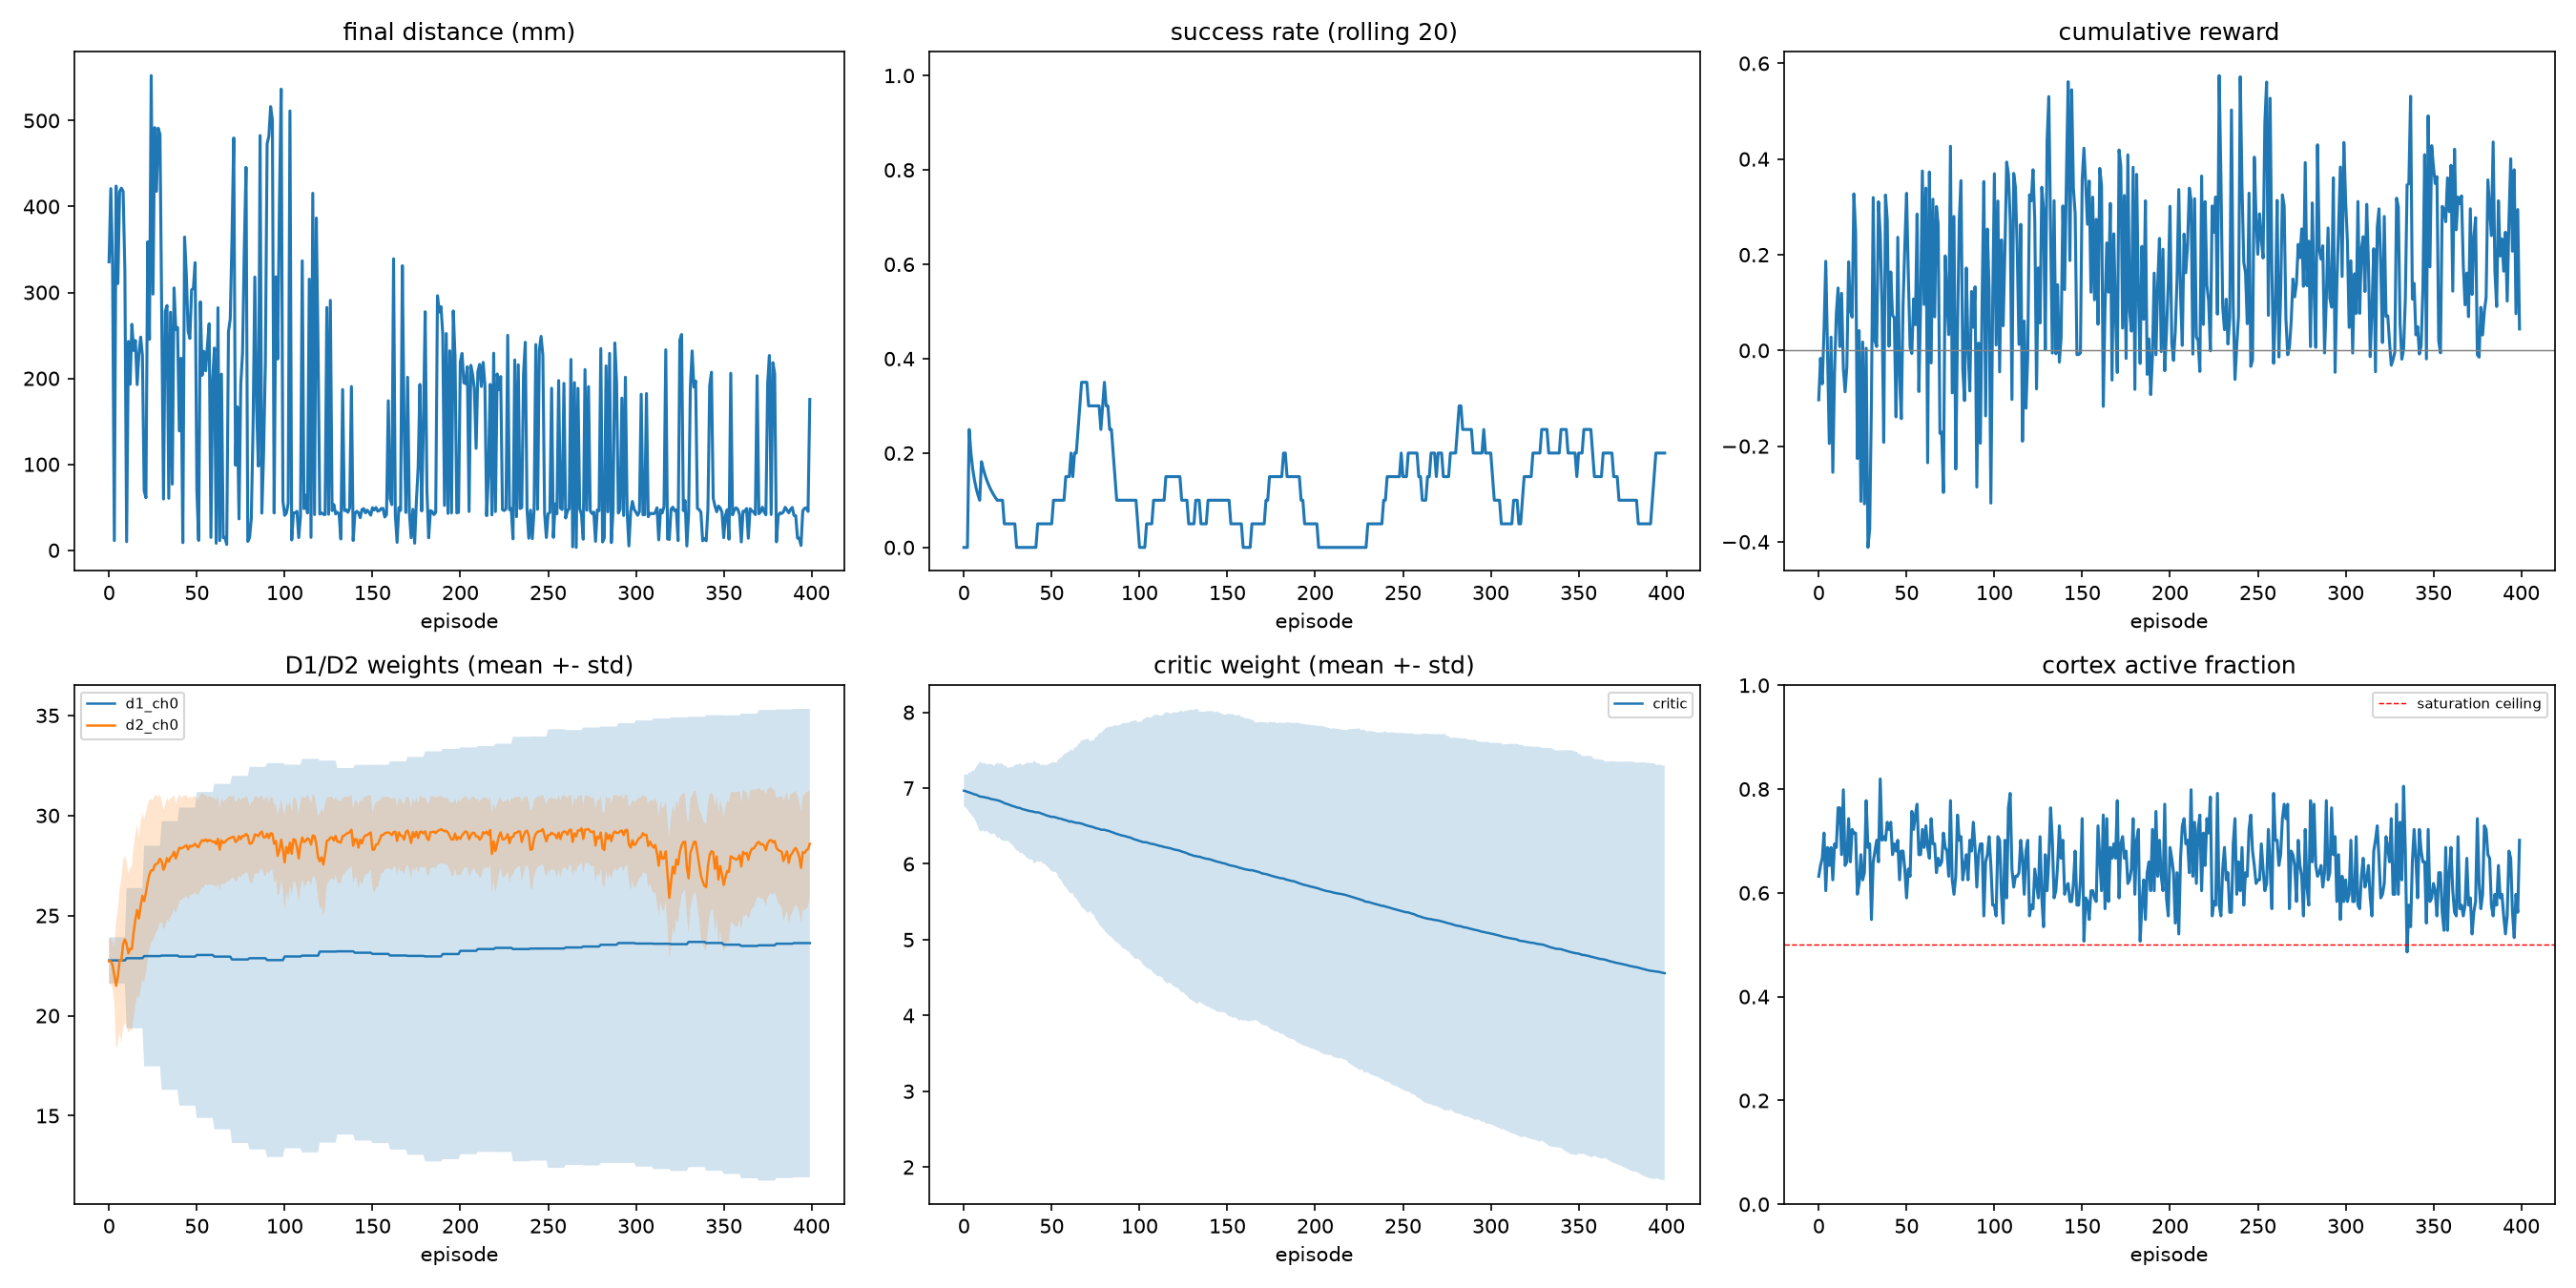 final distance (mm)
500
400
300
200
100
0
0 50 100 150 200 250 300 350 400
episode
success rate (rolling 20)
1.0
0.8
0.6
0.4
0.2
0.0
0 50 100 150 200 250 300 350 400
episode
cumulative reward
0.6
0.4
0.2
0.0
−0.2
−0.4
0 50 100 150 200 250 300 350 400
episode
D1/D2 weights (mean +- std)
d1_ch0
d2_ch0
35
30
25
20
15
0 50 100 150 200 250 300 350 400
episode
critic weight (mean +- std)
critic
8
7
6
5
4
3
2
0 50 100 150 200 250 300 350 400
episode
cortex active fraction
saturation ceiling
1.0
0.8
0.6
0.4
0.2
0.0
0 50 100 150 200 250 300 350 400
episode